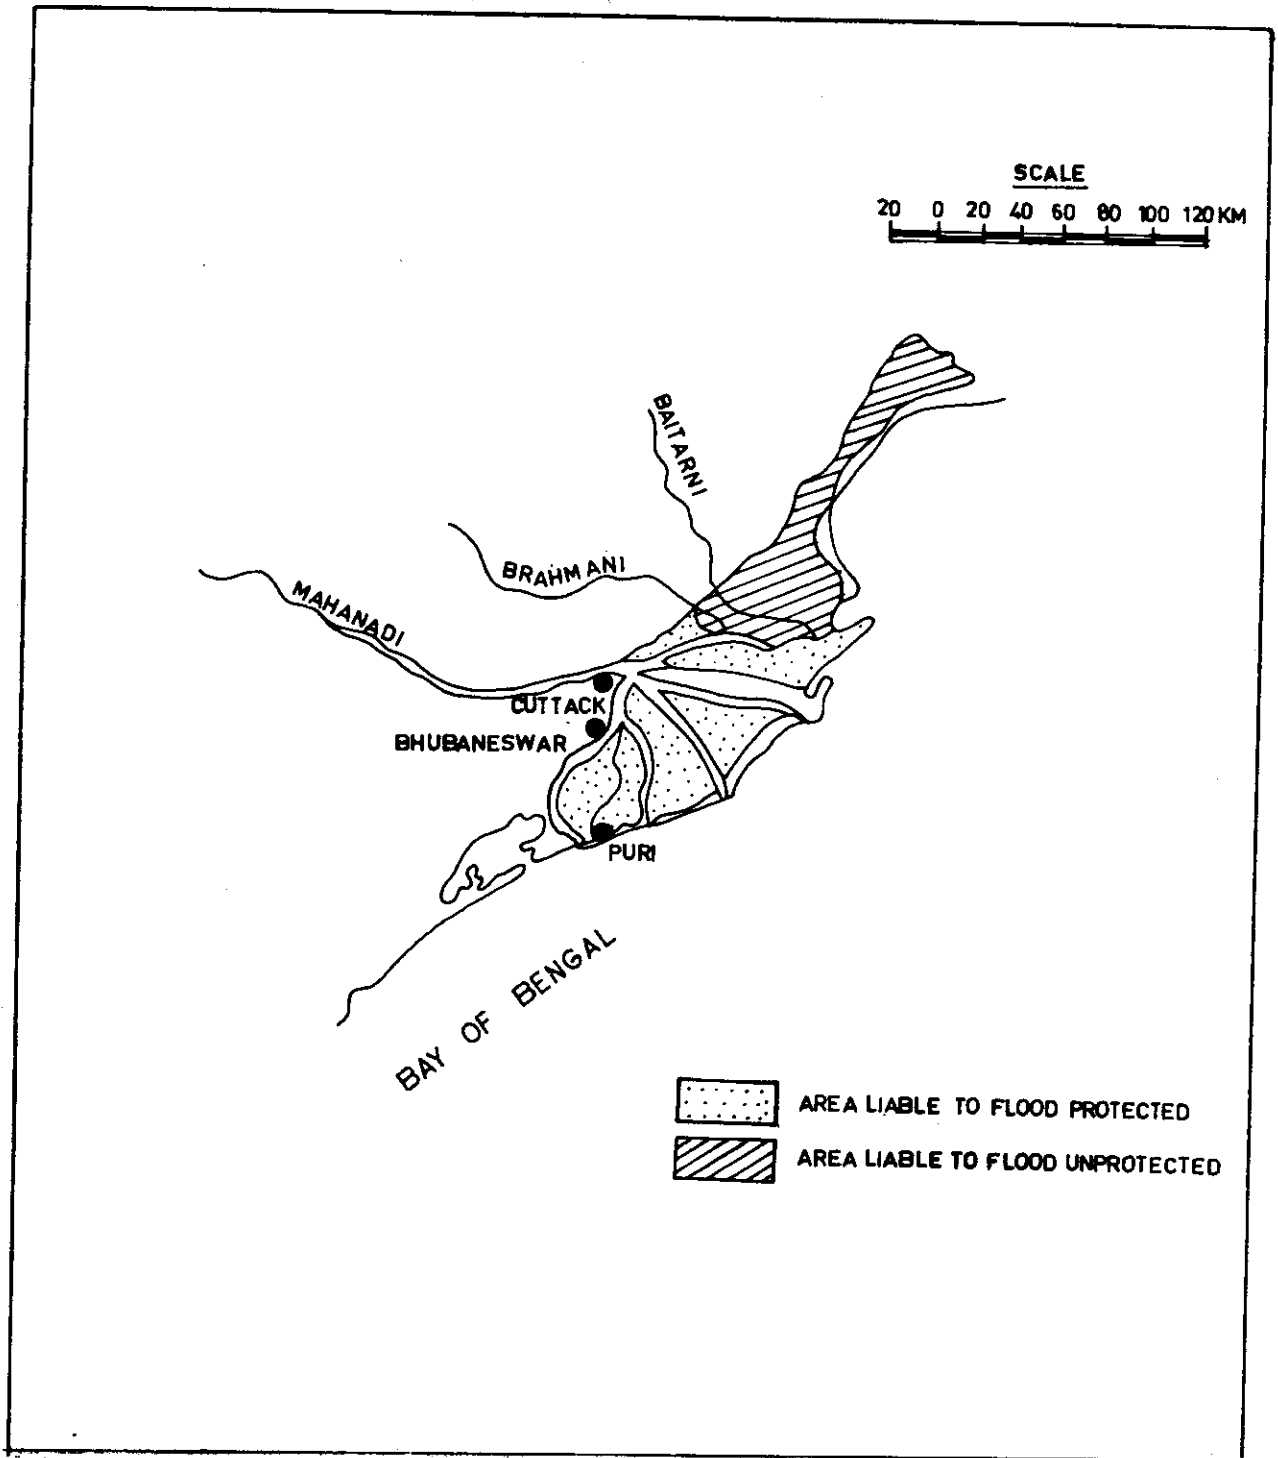 SCALE
20 0 20 40 60 80 100 120 KM
BAITARNI
BRAHMANI
MAHANADI
CUTTACK
BHUBANESWAR
PURI
BAY OF BENGAL
AREA LIABLE TO FLOOD PROTECTED
AREA LIABLE TO FLOOD UNPROTECTED